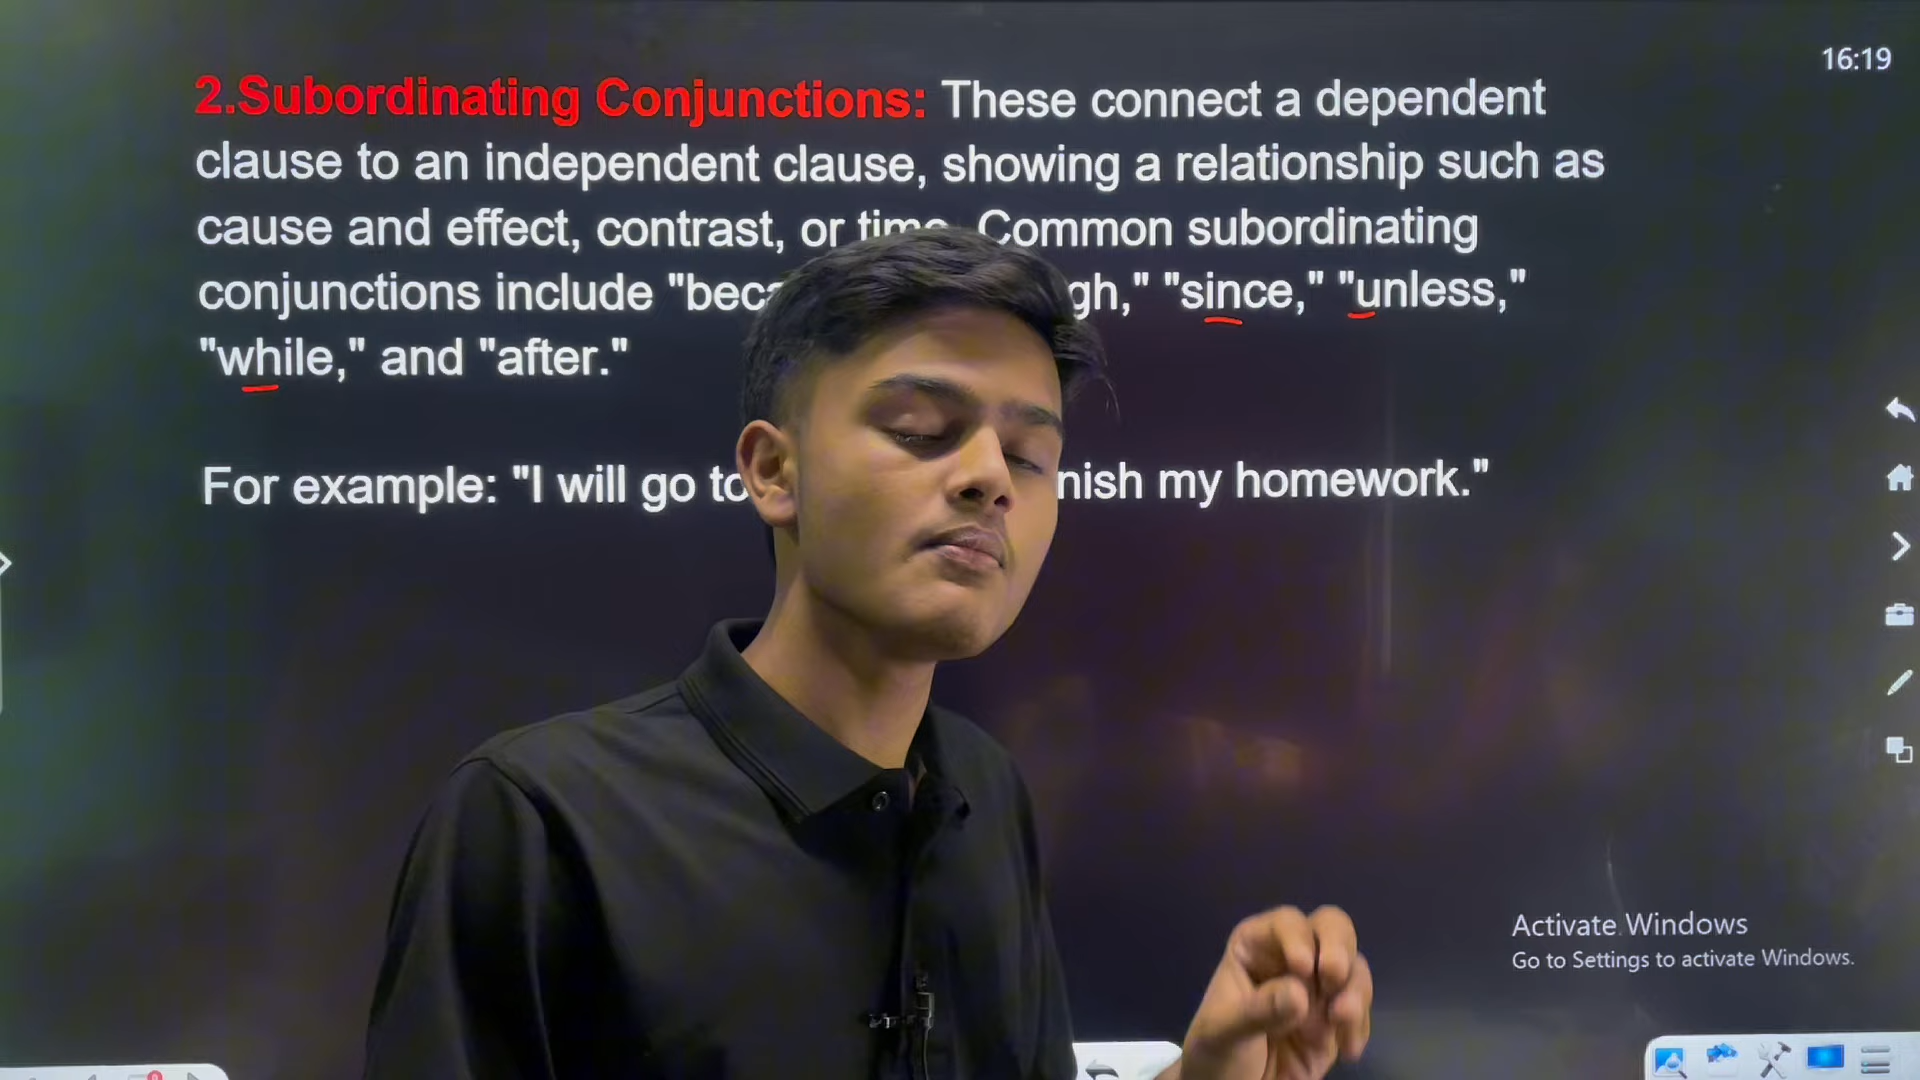 16:19
2.Subordinating Conjunctions: These connect a dependent
clause to an independent clause, showing a relationship such as
cause and effect, contrast, or time. Common subordinating
conjunctions include "since," "unless,"
"while," and "after."
For example: "I will go to my homework."
Activate Windows
Go to Settings to activate Windows.